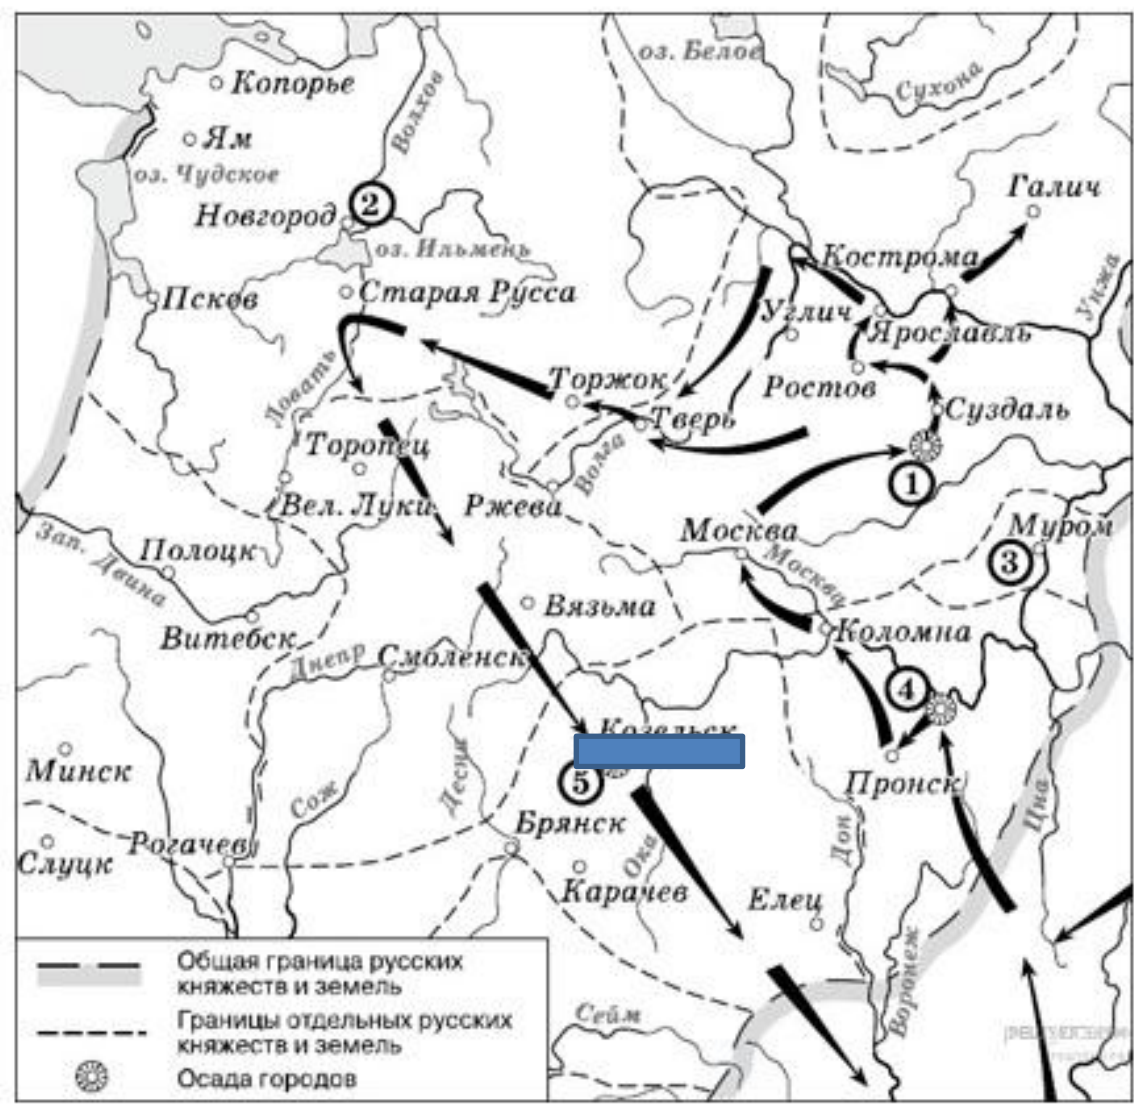 оз. Белое
Сухона
Копорье
Волхов
Ям
оз. Чудское
Галич
Новгород
2
оз. Ильмень
Кострома
Унжа
Псков
Старая Русса
Углич
Ярославль
Ловать
Торжок
Ростов
Тверь
Суздаль
Торопец
Волга
1
Вел. Луки
Ржева
Москва
Муром
Зап. Двина
Полоцк
Москва
3
Вязьма
Витебск
Коломна
Днепр
Смоленск
4
Козельск
Минск
Десна
5
Пронск
Сож
Цна
Слуцк
Рогачев
Брянск
Ока
Дон
Карачев
Елец
Воронеж
Сейм
Общая граница русских
княжеств и земель
Границы отдельных русских
княжеств и земель
Осада городов